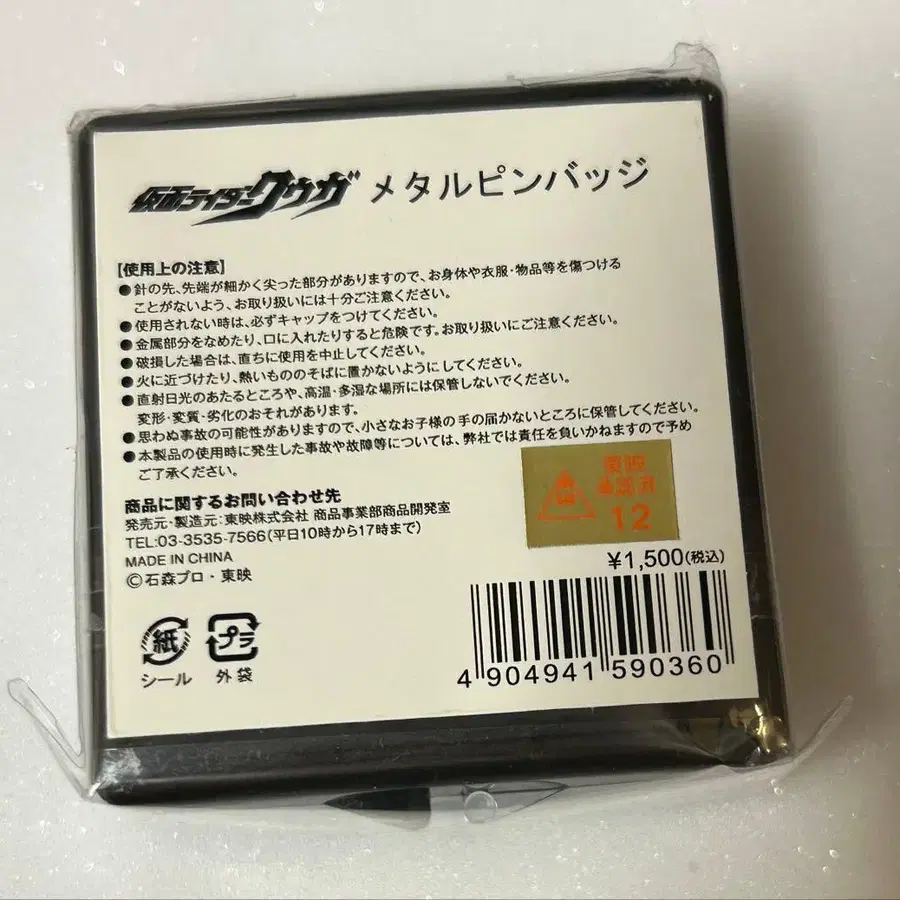 仮面ライダークウガ メタルピンバッジ
【使用上の注意】
●針の先、先端が細かく尖った部分がありますので、お身体や衣服・物品等を傷つける
ことがないよう、お取り扱いには十分ご注意ください。
●使用されない時は、必ずキャップをつけてください。
●金属部分をなめたり、口に入れたりすると危険です。お取り扱いにご注意ください。
●破損した場合は、直ちに使用を中止してください。
●火に近づけたり、熱いもののそばに置かないようにしてください。
●直射日光のあたるところや、高温・多湿な場所には保管しないでください。
変形・変質・劣化のおそれがあります。
●思わぬ事故の可能性がありますので、小さなお子様の手の届かないところに保管してください。
●本製品の使用時に発生した事故や故障等については、弊社では責任を負いかねますので予め
ご了承ください。
商品に関するお問い合わせ先
発売元・製造元：東映株式会社 商品事業部商品開発室
TEL:03-3535-7566(平日10時から17時まで)
MADE IN CHINA
©石森プロ・東映
東映
12
¥1,500(税込)
紙
シール
プラ
外袋
4 904941 590360